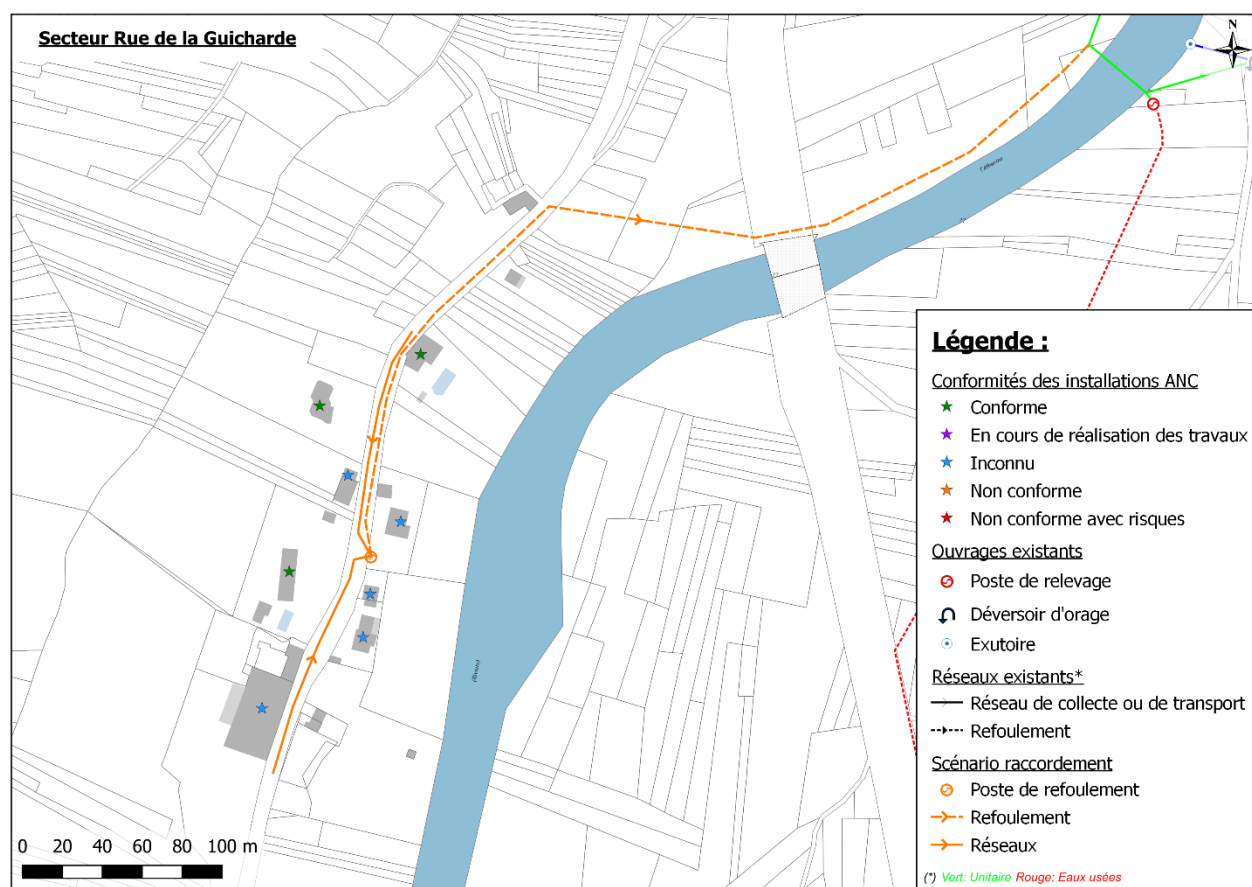 Secteur Rue de la Guicharde
N
0 20 40 60 80 100 m
Légende :
Conformités des installations ANC
Conforme
En cours de réalisation des travaux
Inconnu
Non conforme
Non conforme avec risques
Ouvrages existants
Poste de relevage
Déversoir d'orage
Exutoire
Réseaux existants*
Réseau de collecte ou de transport
Refoulement
Scénario raccordement
Poste de refoulement
Refoulement
Réseaux
(*) Vert: Unitaire Rouge: Eaux usées